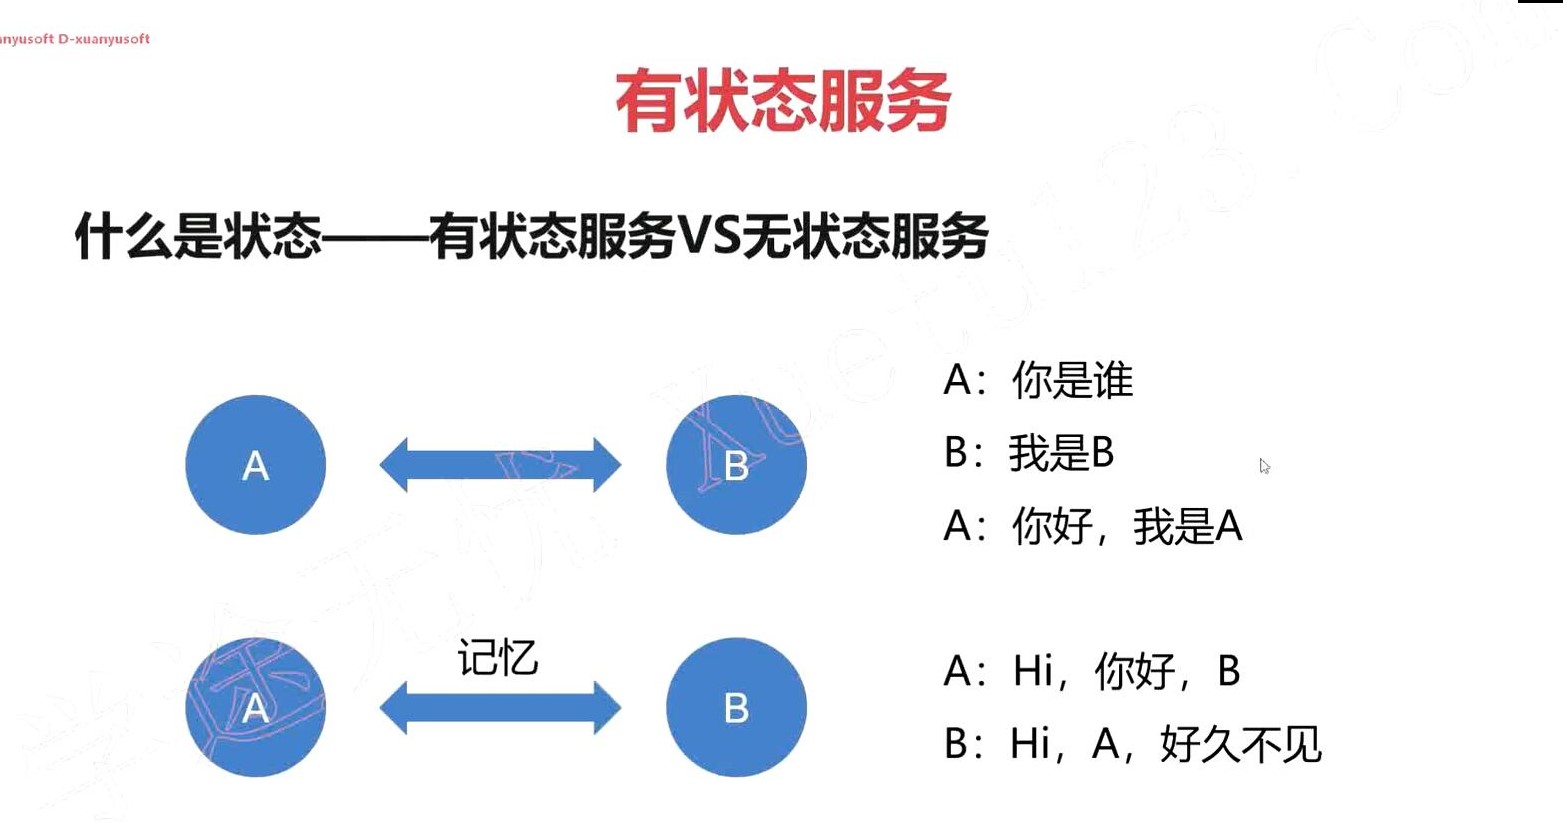 nyusoft D-xuanyusoft
有状态服务
什么是状态——有状态服务VS无状态服务
A：你是谁
A
B
B：我是B
A：你好，我是A
记忆
A：Hi，你好，B
A
B
B：Hi，A，好久不见